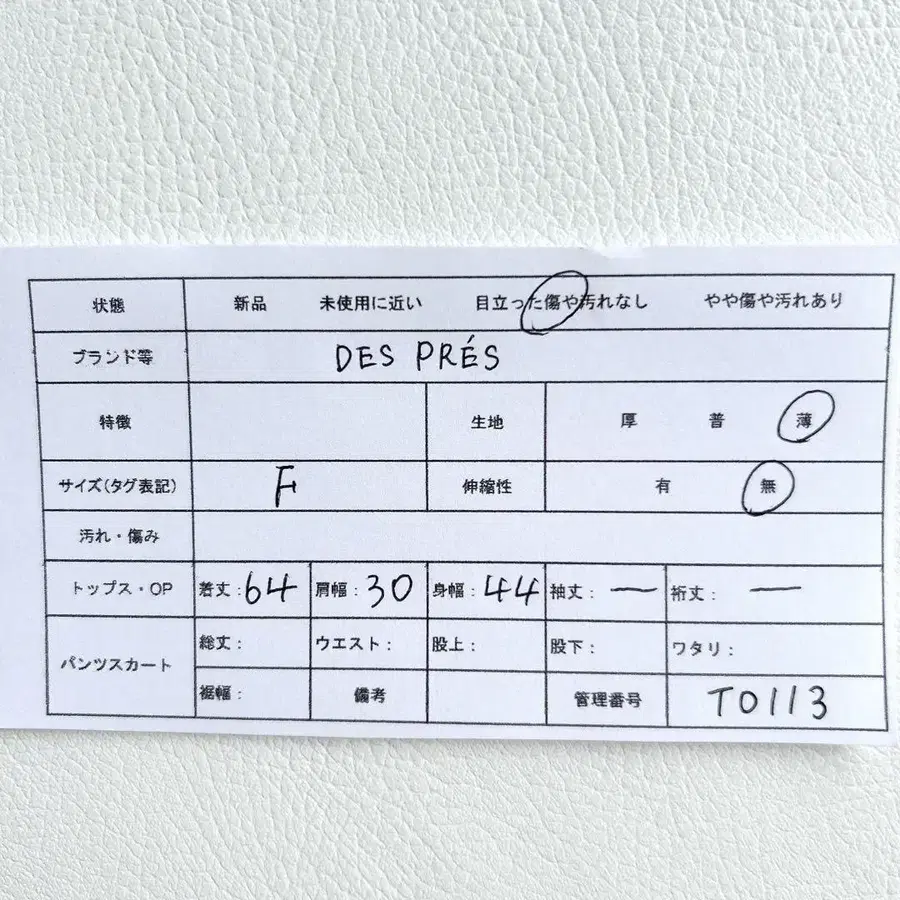 状態 新品 未使用に近い 目立った傷や汚れなし やや傷や汚れあり
ブランド等 DES PRÉS
特徴 生地 厚 普 薄
サイズ(タグ表記) F 伸縮性 有 無
汚れ・傷み
トップス・OP 着丈:64 肩幅:30 身幅:44 袖丈:― 裄丈:―
パンツスカート 総丈: ウエスト: 股上: 股下: ワタリ:
裾幅: 備考 管理番号 T0113